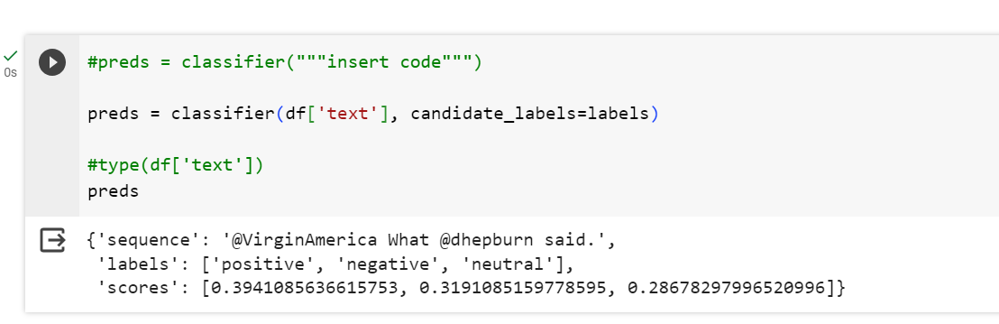 #preds = classifier("""insert code""")
preds = classifier(df['text'], candidate_labels=labels)
0s
#type(df['text'])
preds
{'sequence': '@VirginAmerica What @dhepburn said.',
'labels': ['positive', 'negative', 'neutral'],
'scores': [0.3941085636615753, 0.3191085159778595, 0.28678297996520996]}